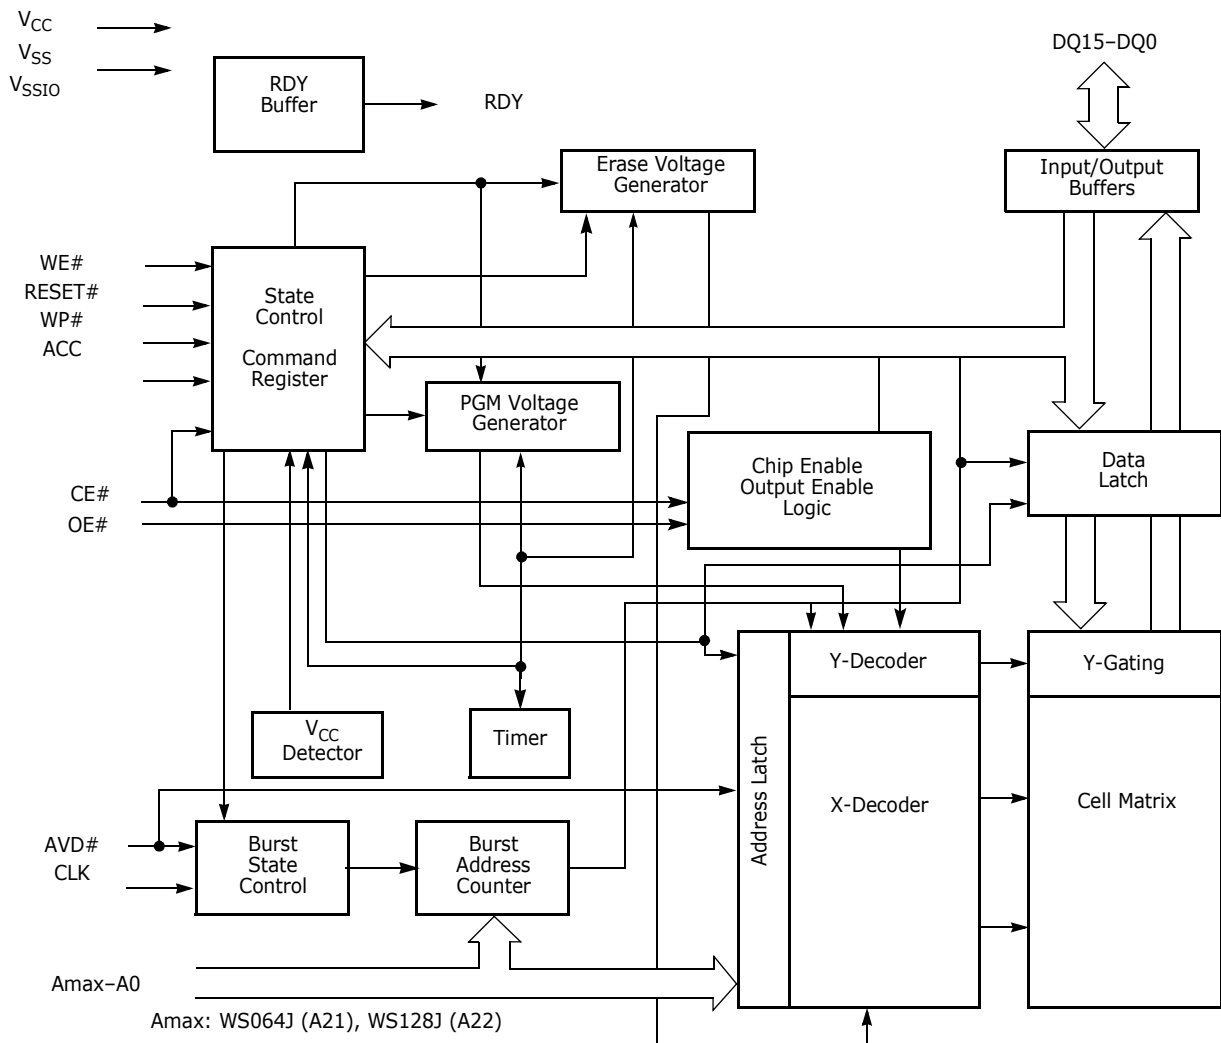 VCC
VSS
VSSIO
RDY
Buffer
RDY
DQ15–DQ0
Erase Voltage
Generator
Input/Output
Buffers
WE#
RESET#
WP#
ACC
State
Control
Command
Register
PGM Voltage
Generator
Chip Enable
Output Enable
Logic
Data
Latch
CE#
OE#
Y-Decoder
Y-Gating
VCC
Detector
Timer
Address Latch
X-Decoder
Cell Matrix
AVD#
CLK
Burst
State
Control
Burst
Address
Counter
Amax–A0
Amax: WS064J (A21), WS128J (A22)